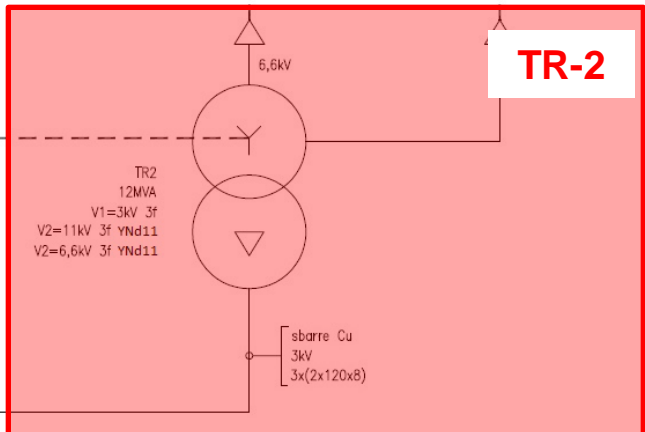 6,6kV
TR-2
TR2
12MVA
V1=3kV 3f
V2=11kV 3f YNd11
V2=6,6kV 3f YNd11
sbarre Cu
3kV
3x(2x120x8)